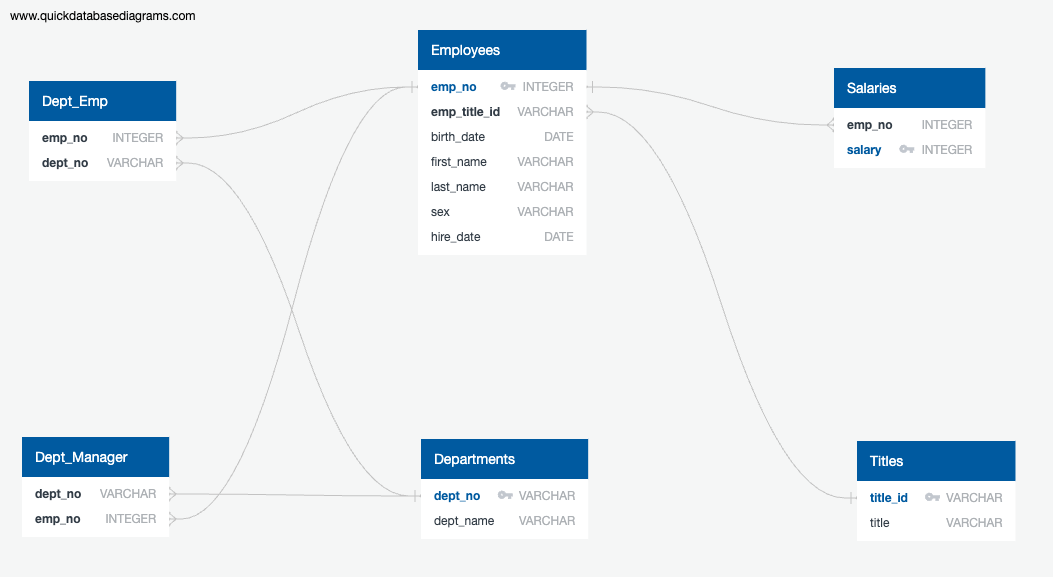 www.quickdatabasediagrams.com
Employees
emp_no INTEGER
emp_title_id VARCHAR
birth_date DATE
first_name VARCHAR
last_name VARCHAR
sex VARCHAR
hire_date DATE
Dept_Emp
emp_no INTEGER
dept_no VARCHAR
Salaries
emp_no INTEGER
salary INTEGER
Dept_Manager
dept_no VARCHAR
emp_no INTEGER
Departments
dept_no VARCHAR
dept_name VARCHAR
Titles
title_id VARCHAR
title VARCHAR